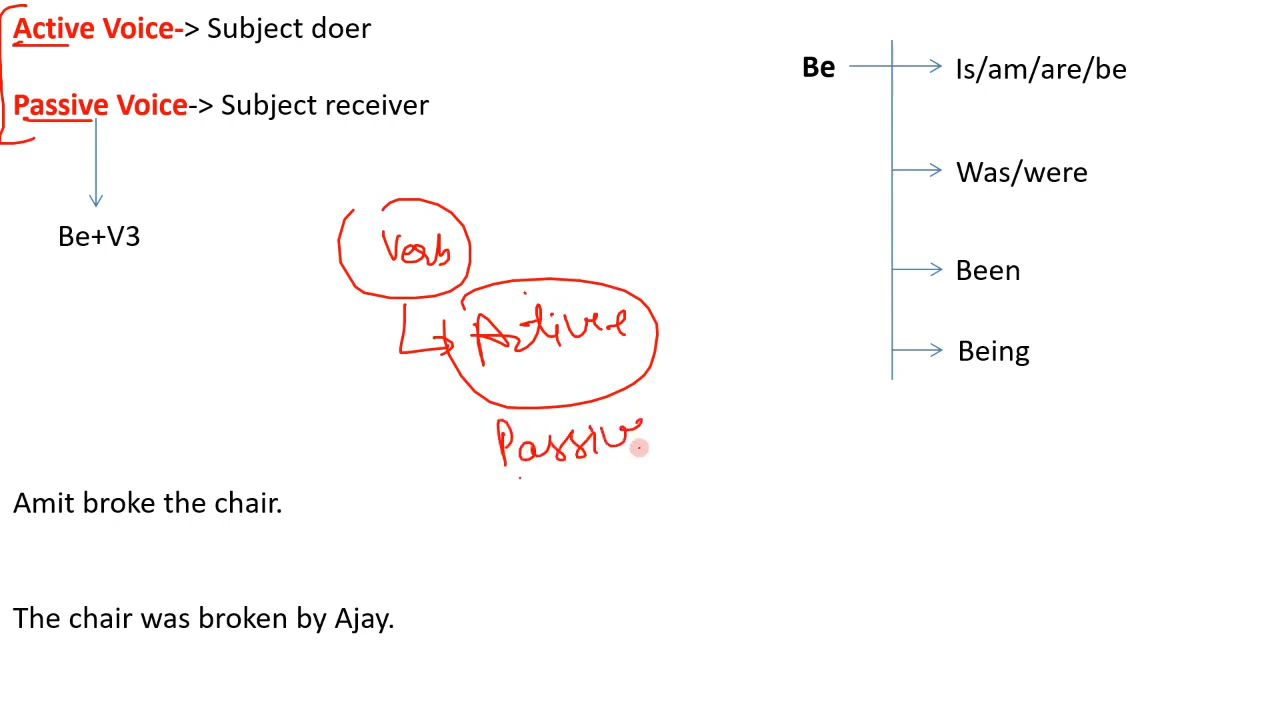 Active Voice-> Subject doer
Passive Voice-> Subject receiver
Be+V3
Be
Is/am/are/be
Was/were
Been
Being
Verb
Active
Passiv
Amit broke the chair.
The chair was broken by Ajay.